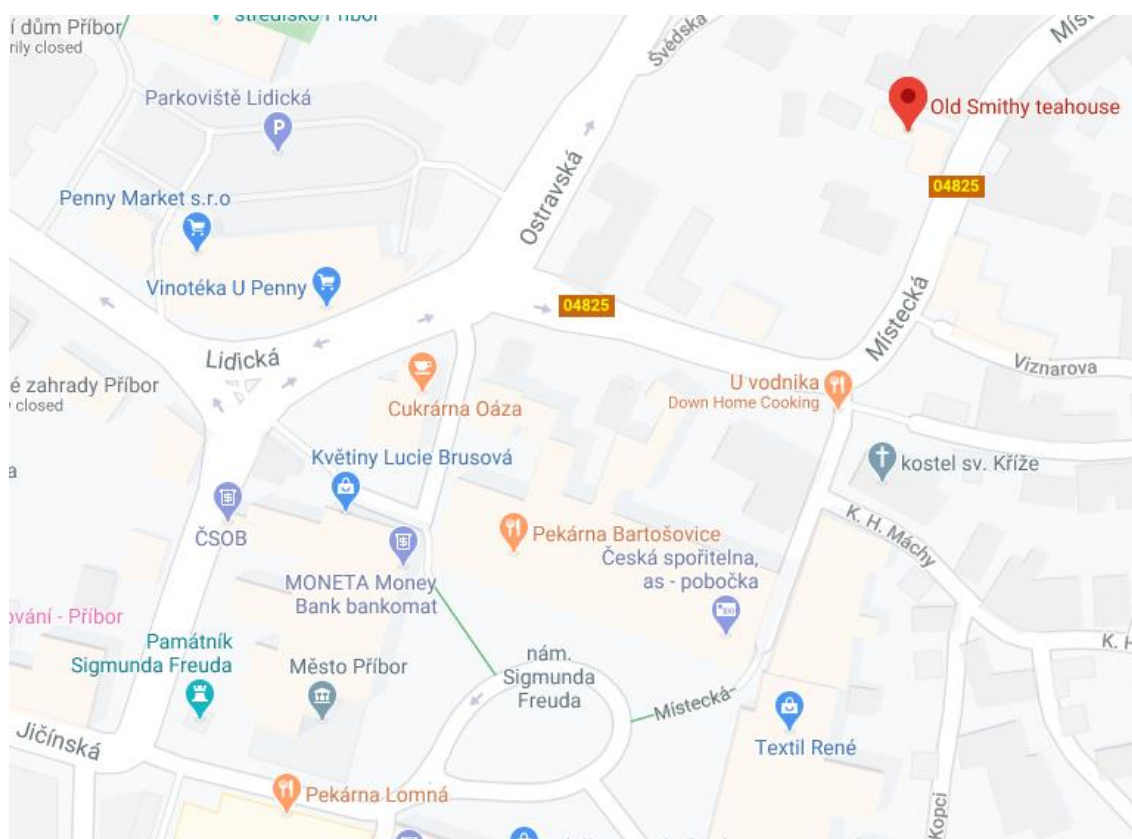 středisko Příbor
í dům Příbor
rily closed
Švédska
Míst
Parkoviště Lidická
P
Old Smithy teahouse
Ostravská
04825
Penny Market s.r.o
Vinotéka U Penny
04825
Místecká
Lidická
Viznarova
é zahrady Příbor
closed
U vodnika
Down Home Cooking
Cukrárna Oáza
Květiny Lucie Brusová
kostel sv. Kříže
a
ČSOB
Pekárna Bartošovice
K. H. Máchy
Česká spořitelna,
as - pobočka
MONETA Money
Bank bankomat
ování - Příbor
Památník
Sigmunda Freuda
Město Příbor
nám.
Sigmunda
Freuda
K. H
Místecká
Jičínská
Textil René
Pekárna Lomná
Kopci